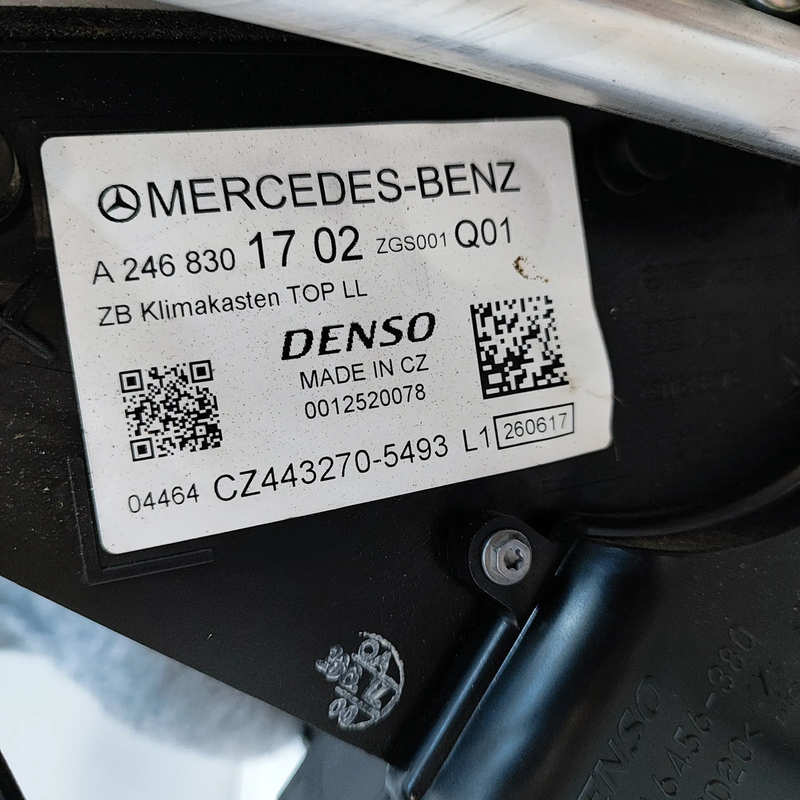 MERCEDES-BENZ
A 246 830 17 02 ZGS001 Q01
ZB Klimakasten TOP LL
DENSO
MADE IN CZ
0012520078
04464 CZ443270-5493 L1 260617
DENSO